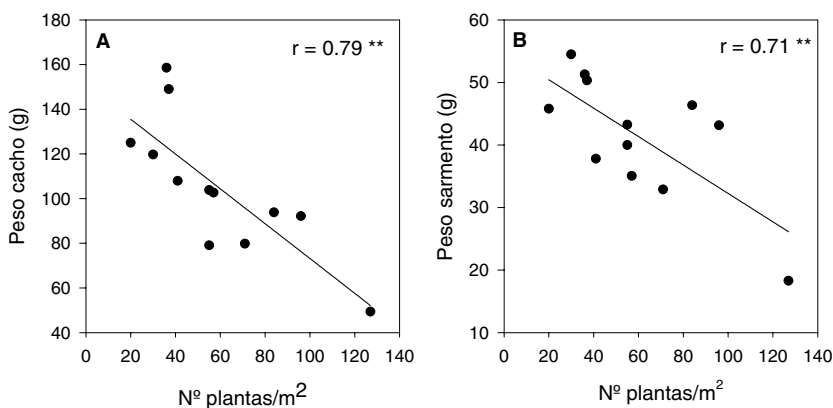 A
r = 0.79 **
Peso cacho (g)
180
160
140
120
100
80
60
40
0 20 40 60 80 100 120 140
Nº plantas/m²
B
r = 0.71 **
Peso sarmento (g)
60
50
40
30
20
10
0 20 40 60 80 100 120 140
Nº plantas/m²